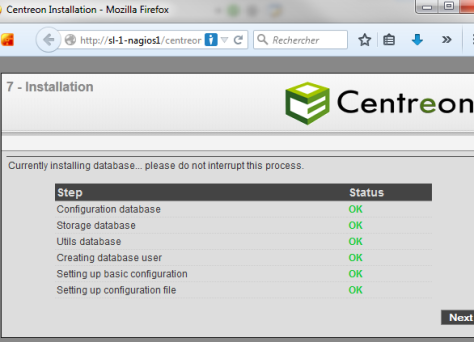 Centreon Installation - Mozilla Firefox
http://sl-1-nagios1/centreor
Rechercher
7 - Installation
Centreon
Currently installing database... please do not interrupt this process.
Step Status
Configuration database OK
Storage database OK
Utils database OK
Creating database user OK
Setting up basic configuration OK
Setting up configuration file OK
Next